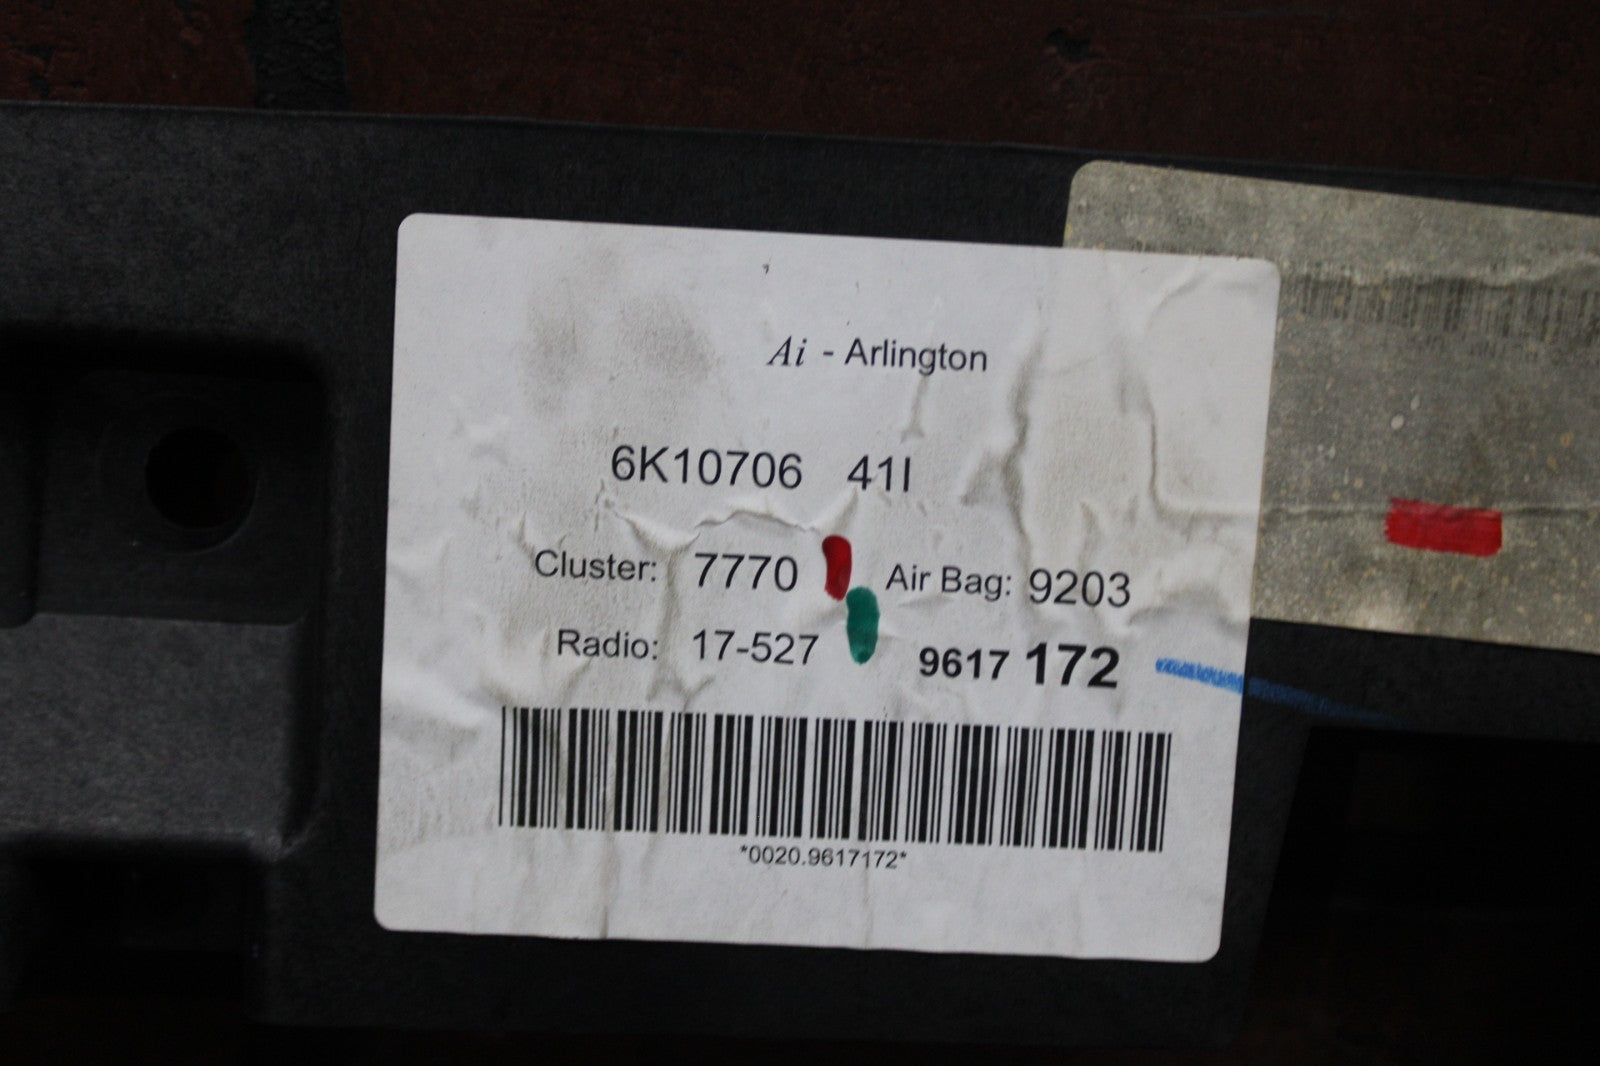 Ai - Arlington
6K10706 41I
Cluster: 7770 Air Bag: 9203
Radio: 17-527 9617 172
*0020.9617172*